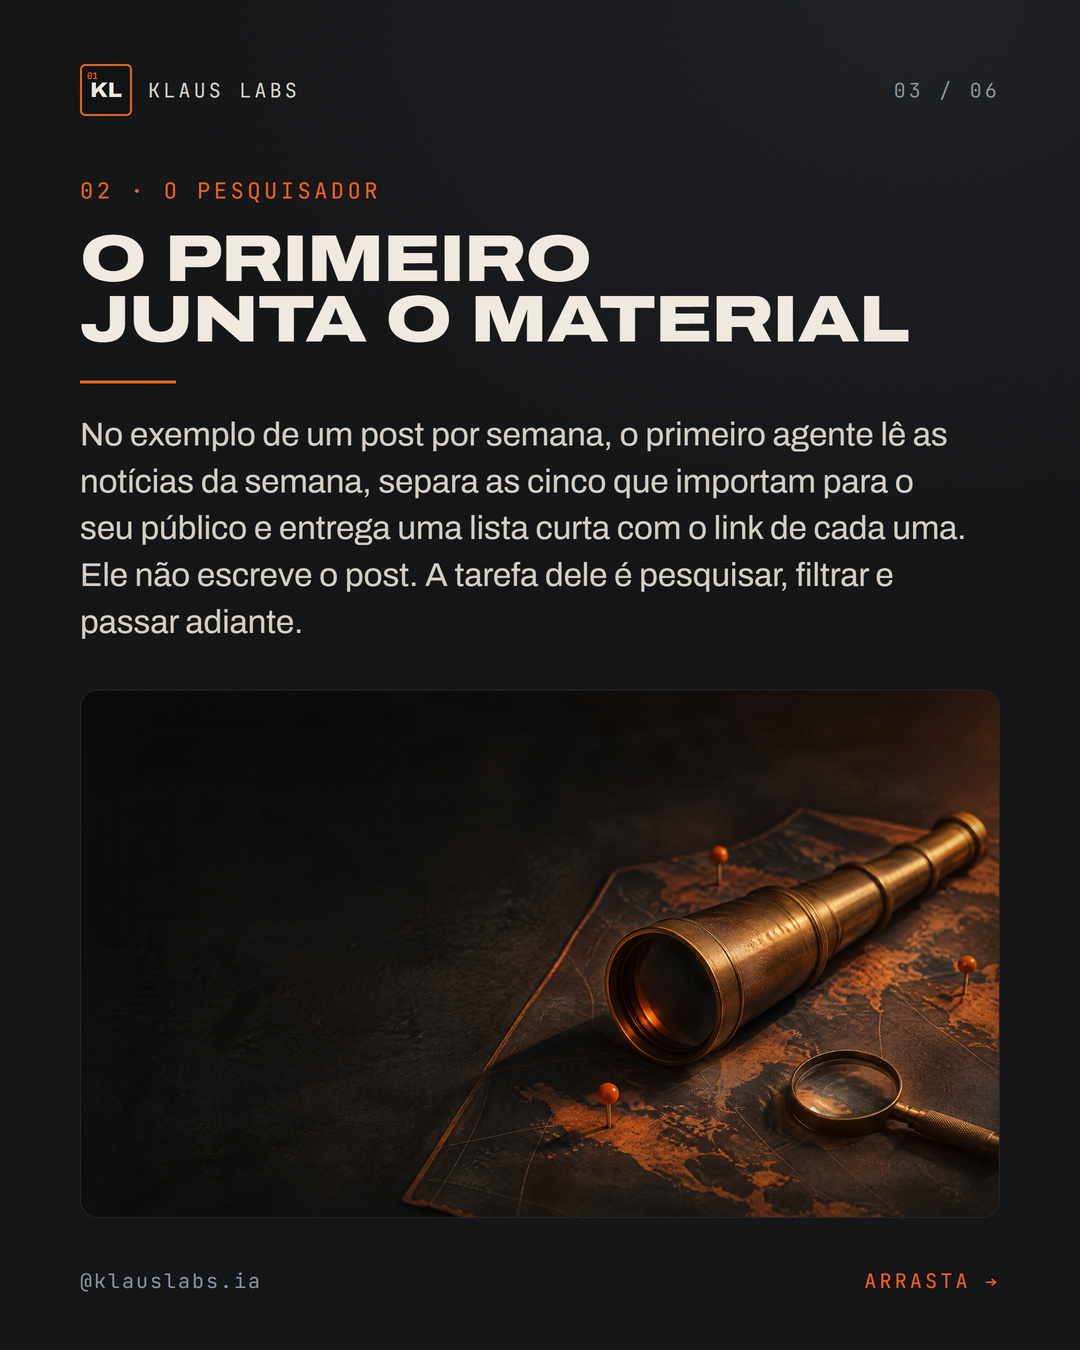 01
KL
KLAUS LABS
03 / 06
02 · O PESQUISADOR
O PRIMEIRO
JUNTA O MATERIAL
No exemplo de um post por semana, o primeiro agente lê as
notícias da semana, separa as cinco que importam para o
seu público e entrega uma lista curta com o link de cada uma.
Ele não escreve o post. A tarefa dele é pesquisar, filtrar e
passar adiante.
@klauslabs.ia
ARRASTA →